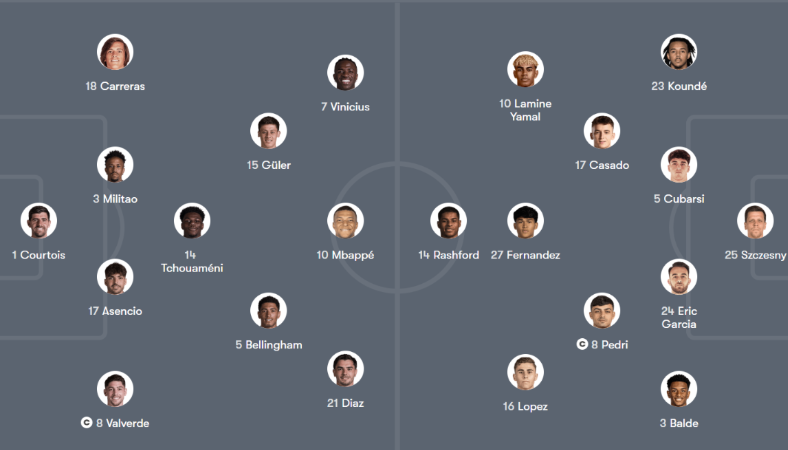 18 Carreras
7 Vinicius
15 Güler
3 Militao
1 Courtois
14
Tchouaméni
10 Mbappé
17 Asencio
5 Bellingham
21 Diaz
C 8 Valverde
10 Lamine
Yamal
23 Koundé
17 Casado
5 Cubarsi
14 Rashford
27 Fernandez
25 Szczesny
24 Eric
Garcia
C 8 Pedri
16 Lopez
3 Balde